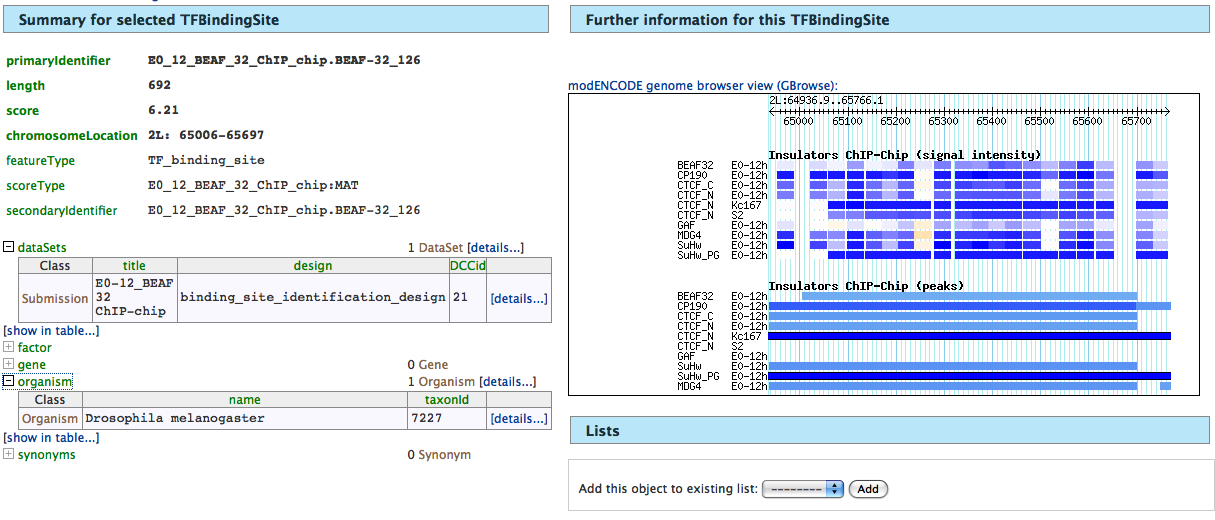 Summary for selected TFBindingSite
primaryIdentifier E0_12_BEAF_32_ChIP_chip.BEAF-32_126
length 692
score 6.21
chromosomeLocation 2L: 65006-65697
featureType TF_binding_site
scoreType E0_12_BEAF_32_ChIP_chip:MAT
secondaryIdentifier E0_12_BEAF_32_ChIP_chip.BEAF-32_126
dataSets 1 DataSet [details...]
Class title design DCCid
Submission E0-12_BEAF 32 ChIP-chip binding_site_identification_design 21 [details...]
[show in table...]
factor
gene 0 Gene
organism 1 Organism [details...]
Class name taxonId
Organism Drosophila melanogaster 7227 [details...]
[show in table...]
synonyms 0 Synonym
Further information for this TFBindingSite
modENCODE genome browser view (GBrowse):
2L:64936.9..65766.1
65000 65100 65200 65300 65400 65500 65600 65700
Insulators ChIP-Chip (signal intensity)
BEAF32 E0-12h
CP190 E0-12h
CTCF_C E0-12h
CTCF_N E0-12h
CTCF_N Kc167
CTCF_N S2
GAF E0-12h
MDG4 E0-12h
SuHw E0-12h
SuHw_PG E0-12h
Insulators ChIP-Chip (peaks)
BEAF32 E0-12h
CP190 E0-12h
CTCF_C E0-12h
CTCF_N E0-12h
CTCF_N Kc167
CTCF_N S2
GAF E0-12h
SuHw E0-12h
SuHw_PG E0-12h
MDG4 E0-12h
Lists
Add this object to existing list: -------- Add